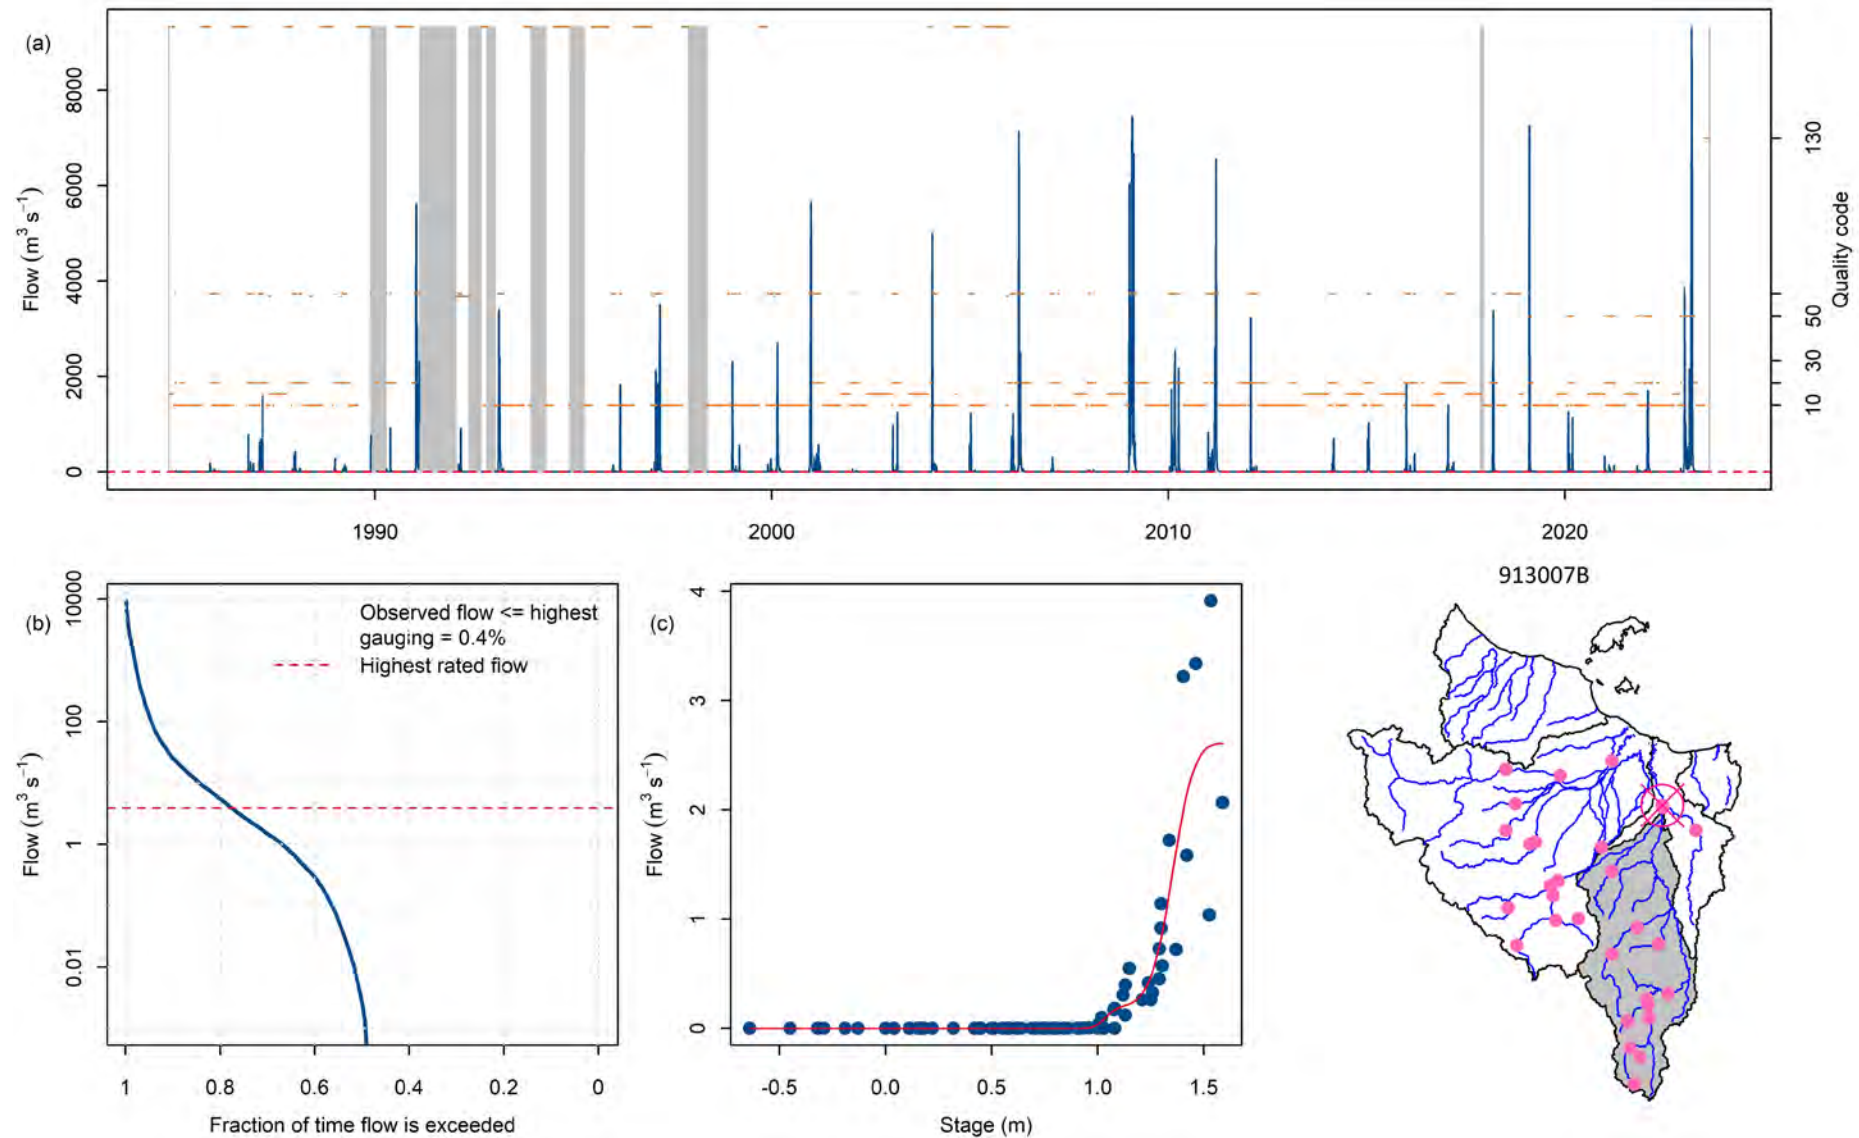 (a)
8000
6000
4000
2000
0
Flow (m³ s⁻¹)
130
50
30
10
Quality code
1990
2000
2010
2020
913007B
(b)
10000
100
1
0.01
Flow (m³ s⁻¹)
Observed flow <= highest
gauging = 0.4%
Highest rated flow
1
0.8
0.6
0.4
0.2
0
Fraction of time flow is exceeded
(c)
4
3
2
1
0
Flow (m³ s⁻¹)
-0.5
0.0
0.5
1.0
1.5
Stage (m)